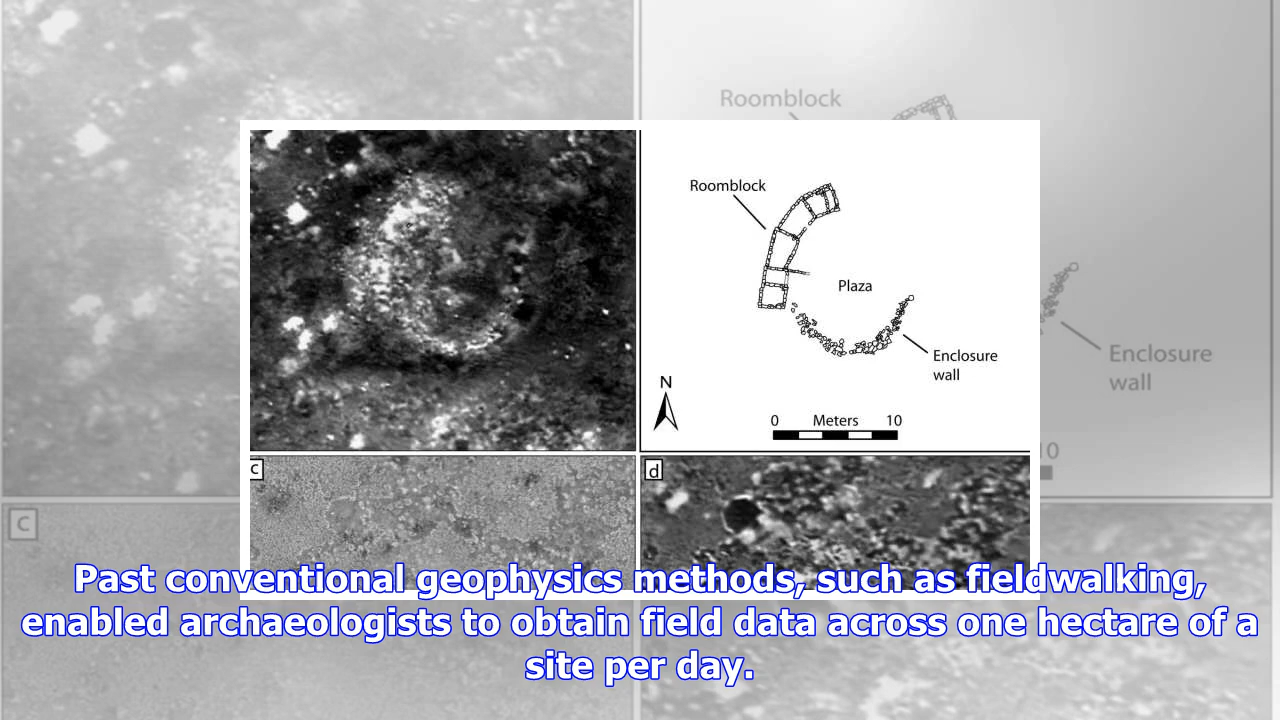 Roomblock
Roomblock
Plaza
Enclosure
wall
Enclosure
wall
N
0 Meters 10
10
c
d
C
Past conventional geophysics methods, such as fieldwalking,
enabled archaeologists to obtain field data across one hectare of a
site per day.